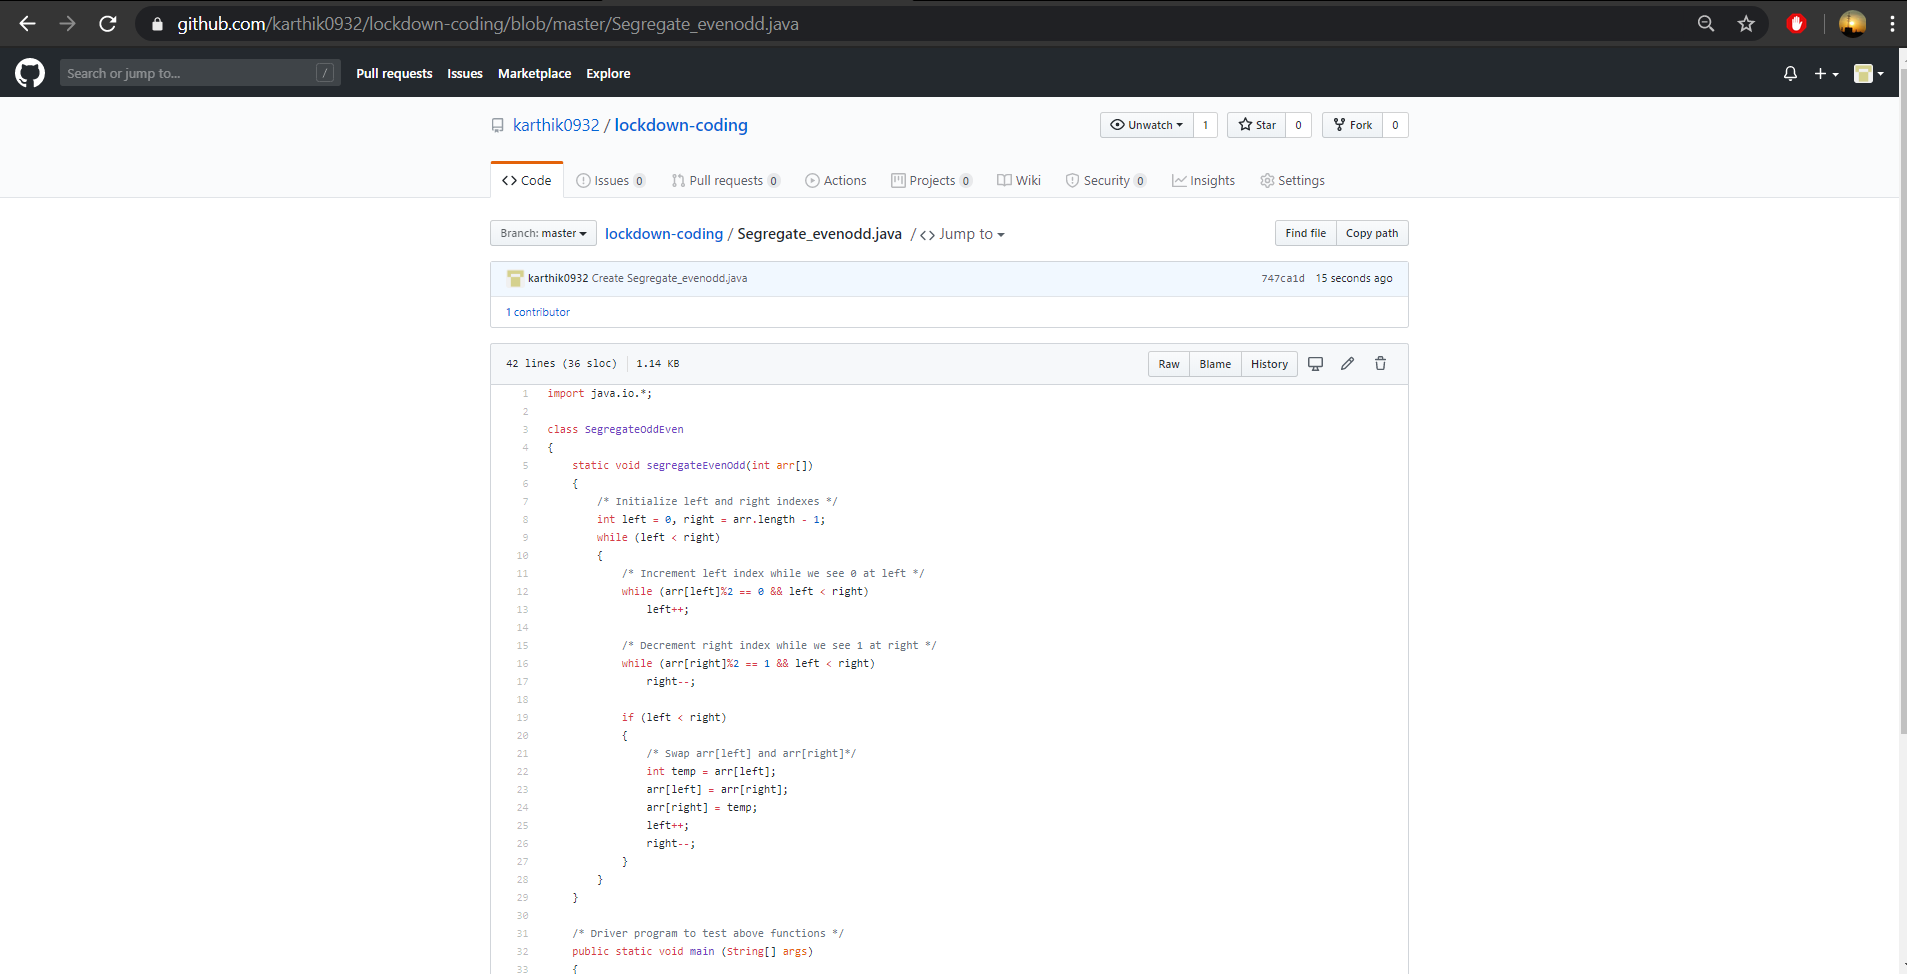 github.com/karthik0932/lockdown-coding/blob/master/Segregate_evenodd.java
Search or jump to... /
Pull requests Issues Marketplace Explore
karthik0932 / lockdown-coding
Unwatch 1 Star 0 Fork 0
Code Issues 0 Pull requests 0 Actions Projects 0 Wiki Security 0 Insights Settings
Branch: master lockdown-coding / Segregate_evenodd.java / <> Jump to
Find file Copy path
karthik0932 Create Segregate_evenodd.java 747ca1d 15 seconds ago
1 contributor
42 lines (36 sloc) 1.14 KB Raw Blame History
1 import java.io.*;
2
3 class SegregateOddEven
4 {
5 static void segregateEvenOdd(int arr[])
6 {
7 /* Initialize left and right indexes */
8 int left = 0, right = arr.length - 1;
9 while (left < right)
10 {
11 /* Increment left index while we see 0 at left */
12 while (arr[left]%2 == 0 && left < right)
13 left++;
14
15 /* Decrement right index while we see 1 at right */
16 while (arr[right]%2 == 1 && left < right)
17 right--;
18
19 if (left < right)
20 {
21 /* Swap arr[left] and arr[right]*/
22 int temp = arr[left];
23 arr[left] = arr[right];
24 arr[right] = temp;
25 left++;
26 right--;
27 }
28 }
29 }
30
31 /* Driver program to test above functions */
32 public static void main (String[] args)
33 {